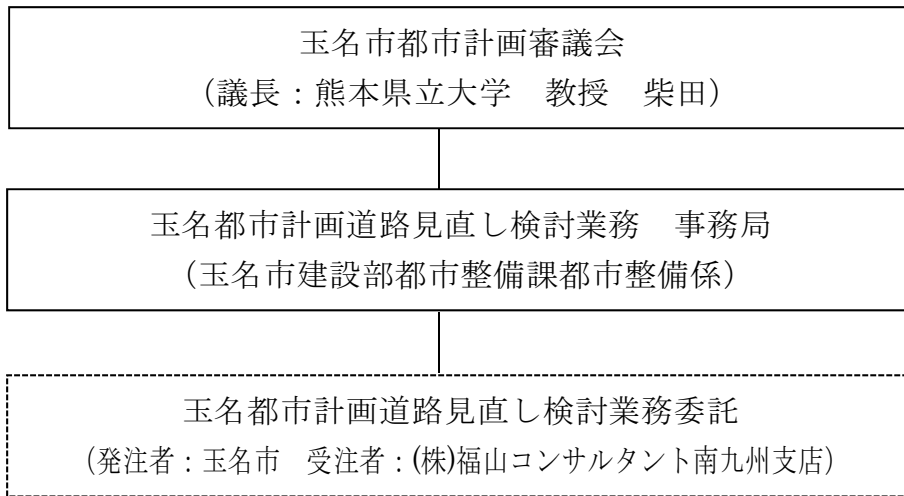 玉名市都市計画審議会
（議長：熊本県立大学　教授　柴田）
玉名都市計画道路見直し検討業務　事務局
（玉名市建設部都市整備課都市整備係）
玉名都市計画道路見直し検討業務委託
（発注者：玉名市　受注者：(株)福山コンサルタント南九州支店）